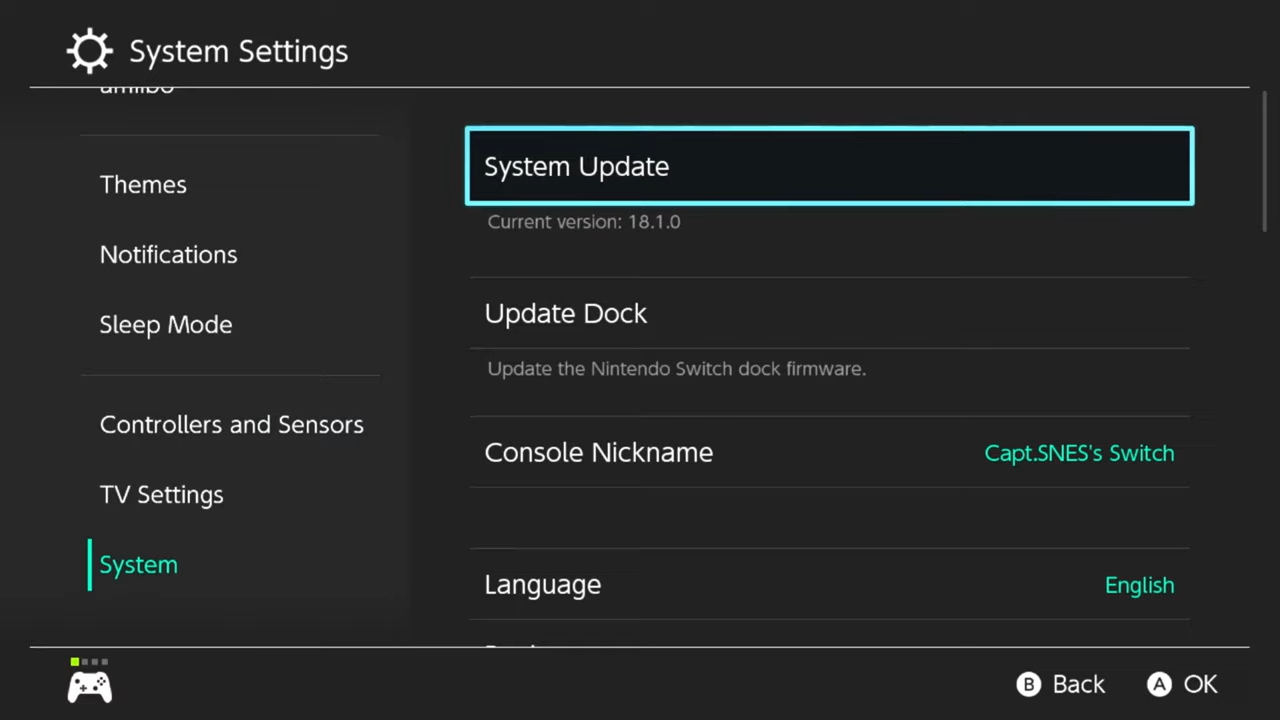 System Settings
amiibo
Themes
Notifications
Sleep Mode
Controllers and Sensors
TV Settings
System
System Update
Current version: 18.1.0
Update Dock
Update the Nintendo Switch dock firmware.
Console Nickname Capt.SNES's Switch
Language English
B Back A OK